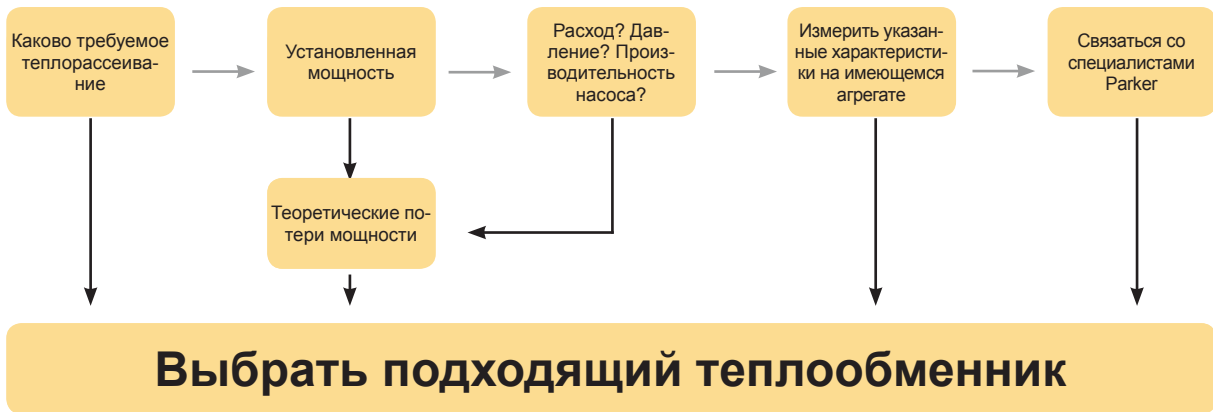 Каково требуемое
теплорассеива-
ние
Установленная
мощность
Расход? Дав-
ление? Произ-
водительность
насоса?
Измерить указан-
ные характеристи-
ки на имеющемся
агрегате
Связаться со
специалистами
Parker
Теоретические по-
тери мощности
Выбрать подходящий теплообменник